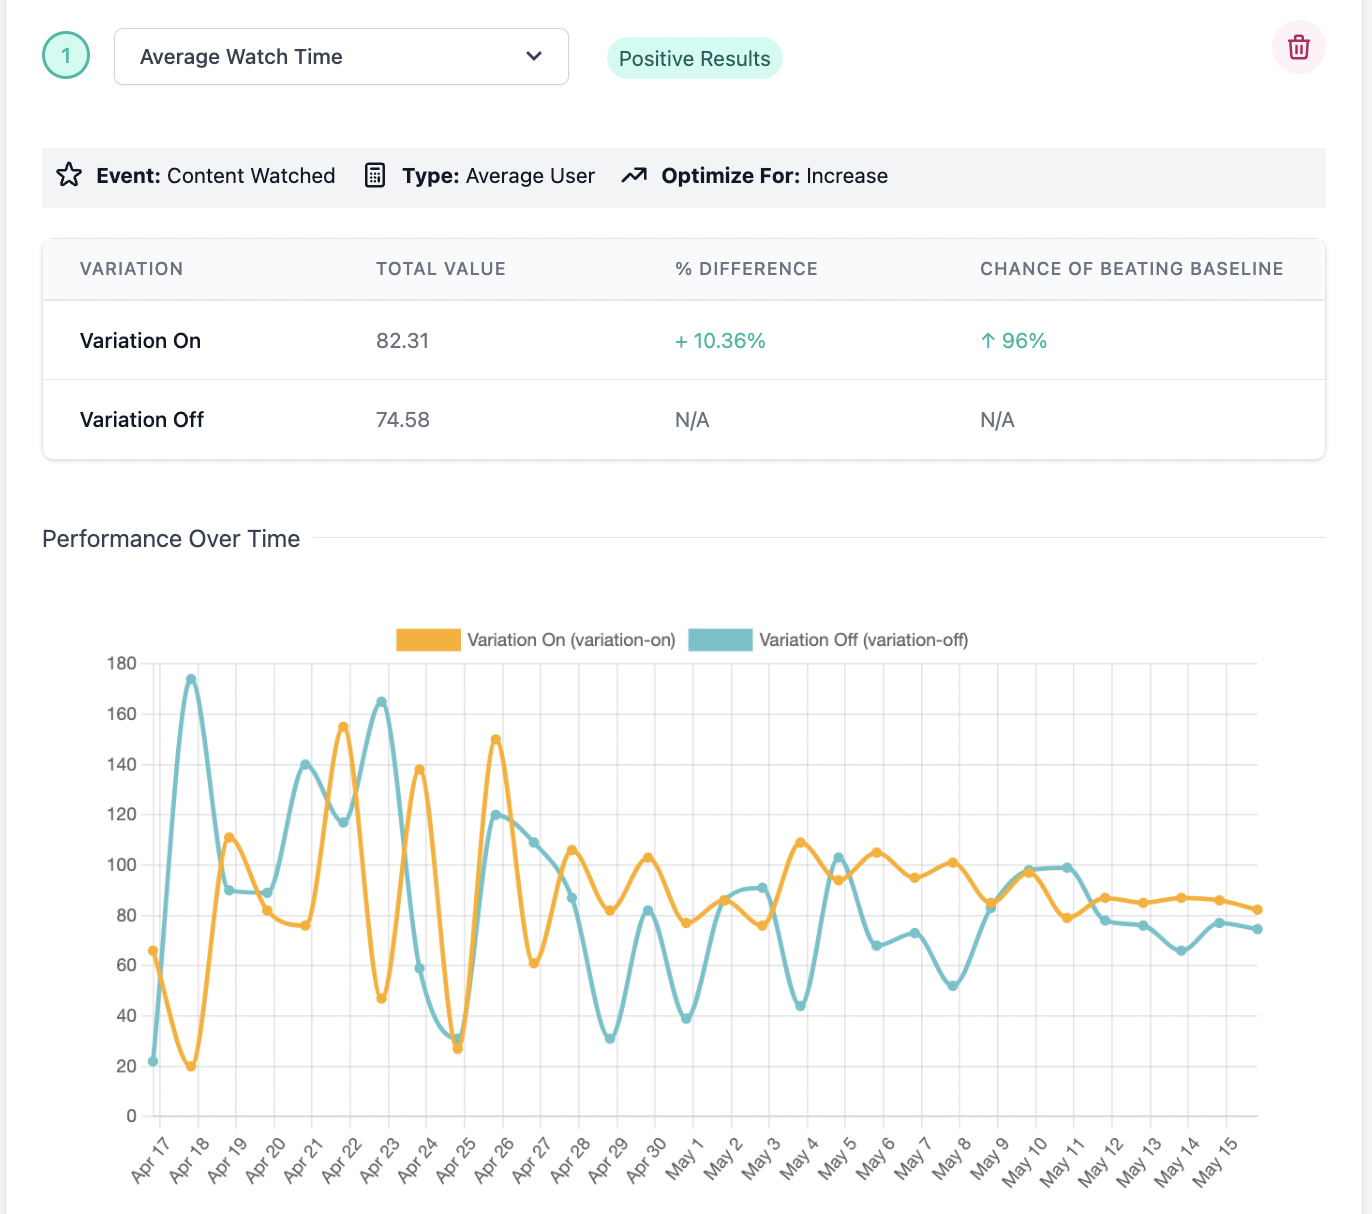 1
Average Watch Time
Positive Results
Event: Content Watched Type: Average User Optimize For: Increase
VARIATION TOTAL VALUE % DIFFERENCE CHANCE OF BEATING BASELINE
Variation On 82.31 + 10.36% ↑ 96%
Variation Off 74.58 N/A N/A
Performance Over Time
Variation On (variation-on) Variation Off (variation-off)
180
160
140
120
100
80
60
40
20
0
Apr 17
Apr 18
Apr 19
Apr 20
Apr 21
Apr 22
Apr 23
Apr 24
Apr 25
Apr 26
Apr 27
Apr 28
Apr 29
Apr 30
May 1
May 2
May 3
May 4
May 5
May 6
May 7
May 8
May 9
May 10
May 11
May 12
May 13
May 14
May 15